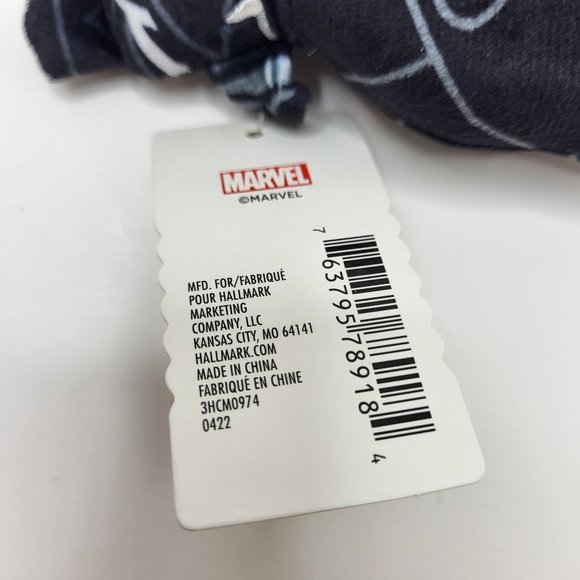 MARVEL
©MARVEL
MFD. FOR/FABRIQUÉ
POUR HALLMARK
MARKETING
COMPANY, LLC
KANSAS CITY, MO 64141
HALLMARK.COM
MADE IN CHINA
FABRIQUÉ EN CHINE
3HCM0974
0422
7 63795 78918 4